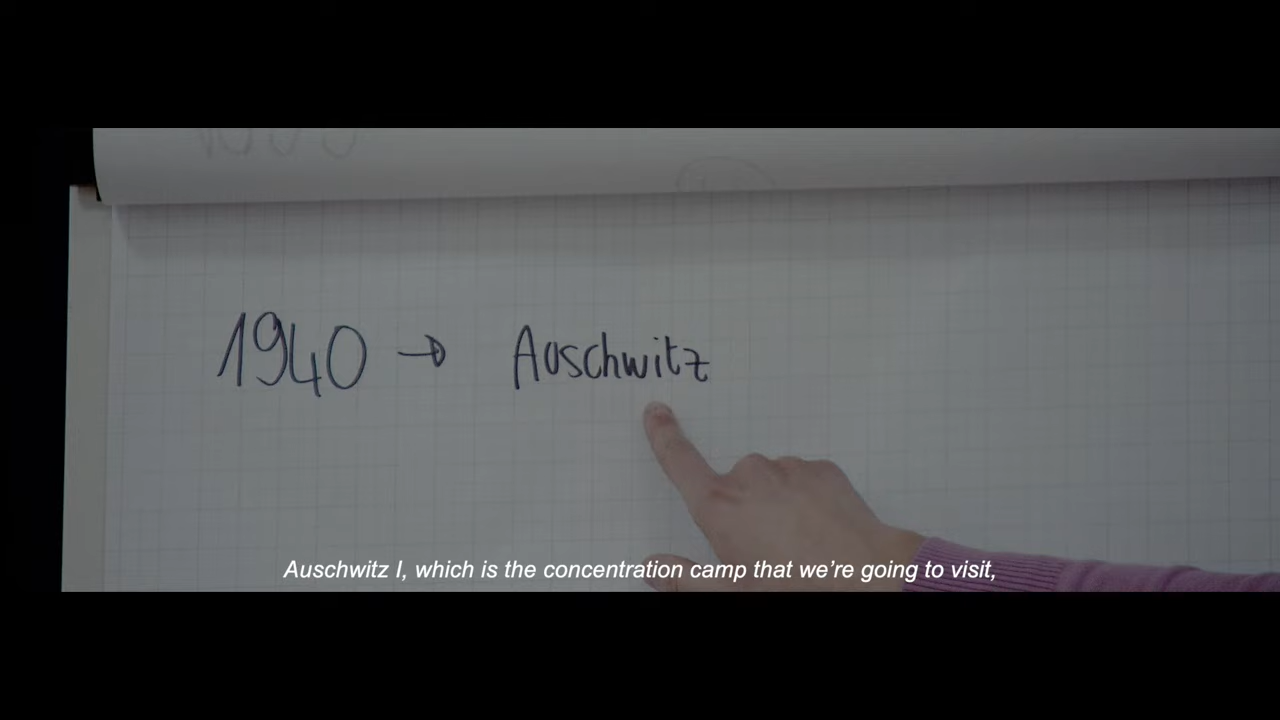 1940 → Auschwitz
Auschwitz I, which is the concentration camp that we’re going to visit,